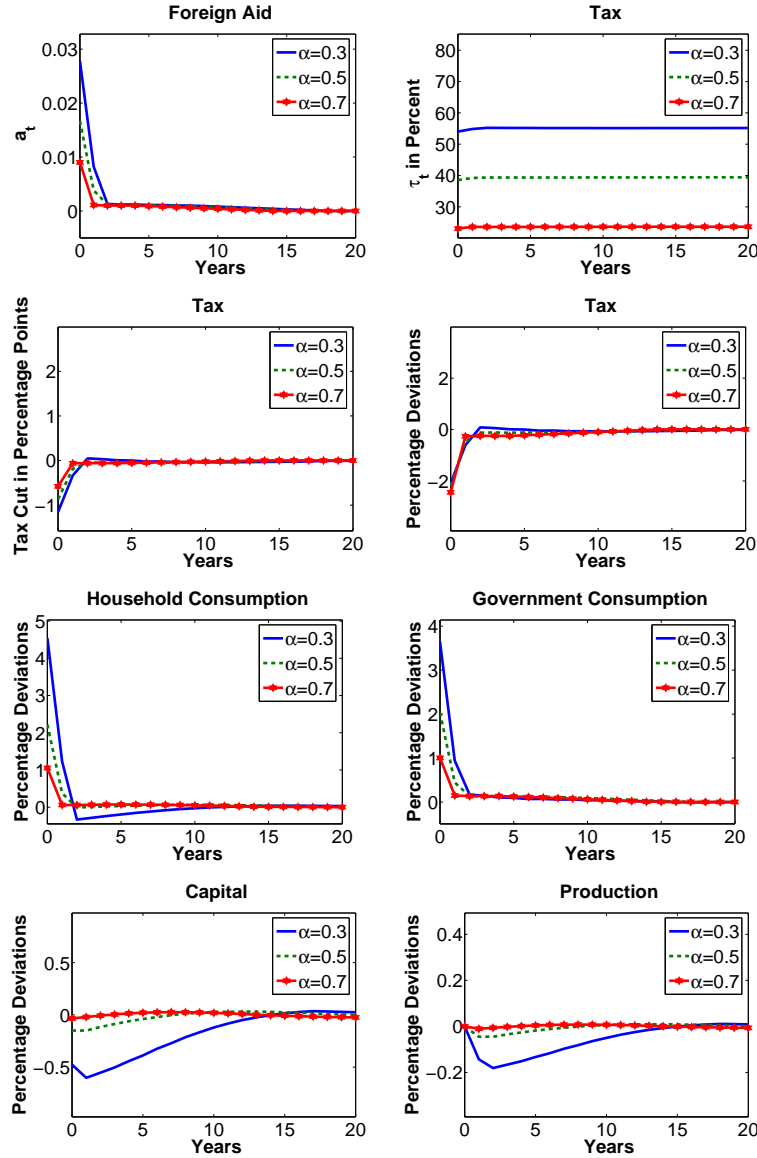 Foreign Aid
a_t
0.03
0.02
0.01
0
α=0.3
α=0.5
α=0.7
0 5 10 15 20
Years
Tax
τ_t in Percent
80
70
60
50
40
30
α=0.3
α=0.5
α=0.7
0 5 10 15 20
Years
Tax
Tax Cut in Percentage Points
2
1
0
−1
α=0.3
α=0.5
α=0.7
0 5 10 15 20
Tax
Percentage Deviations
2
0
−2
α=0.3
α=0.5
α=0.7
0 5 10 15 20
Household Consumption
Percentage Deviations
5
4
3
2
1
0
α=0.3
α=0.5
α=0.7
0 5 10 15 20
Years
Government Consumption
Percentage Deviations
4
3
2
1
0
α=0.3
α=0.5
α=0.7
0 5 10 15 20
Years
Capital
Percentage Deviations
0.5
0
−0.5
α=0.3
α=0.5
α=0.7
0 5 10 15 20
Years
Production
Percentage Deviations
0.4
0.2
0
−0.2
α=0.3
α=0.5
α=0.7
0 5 10 15 20
Years